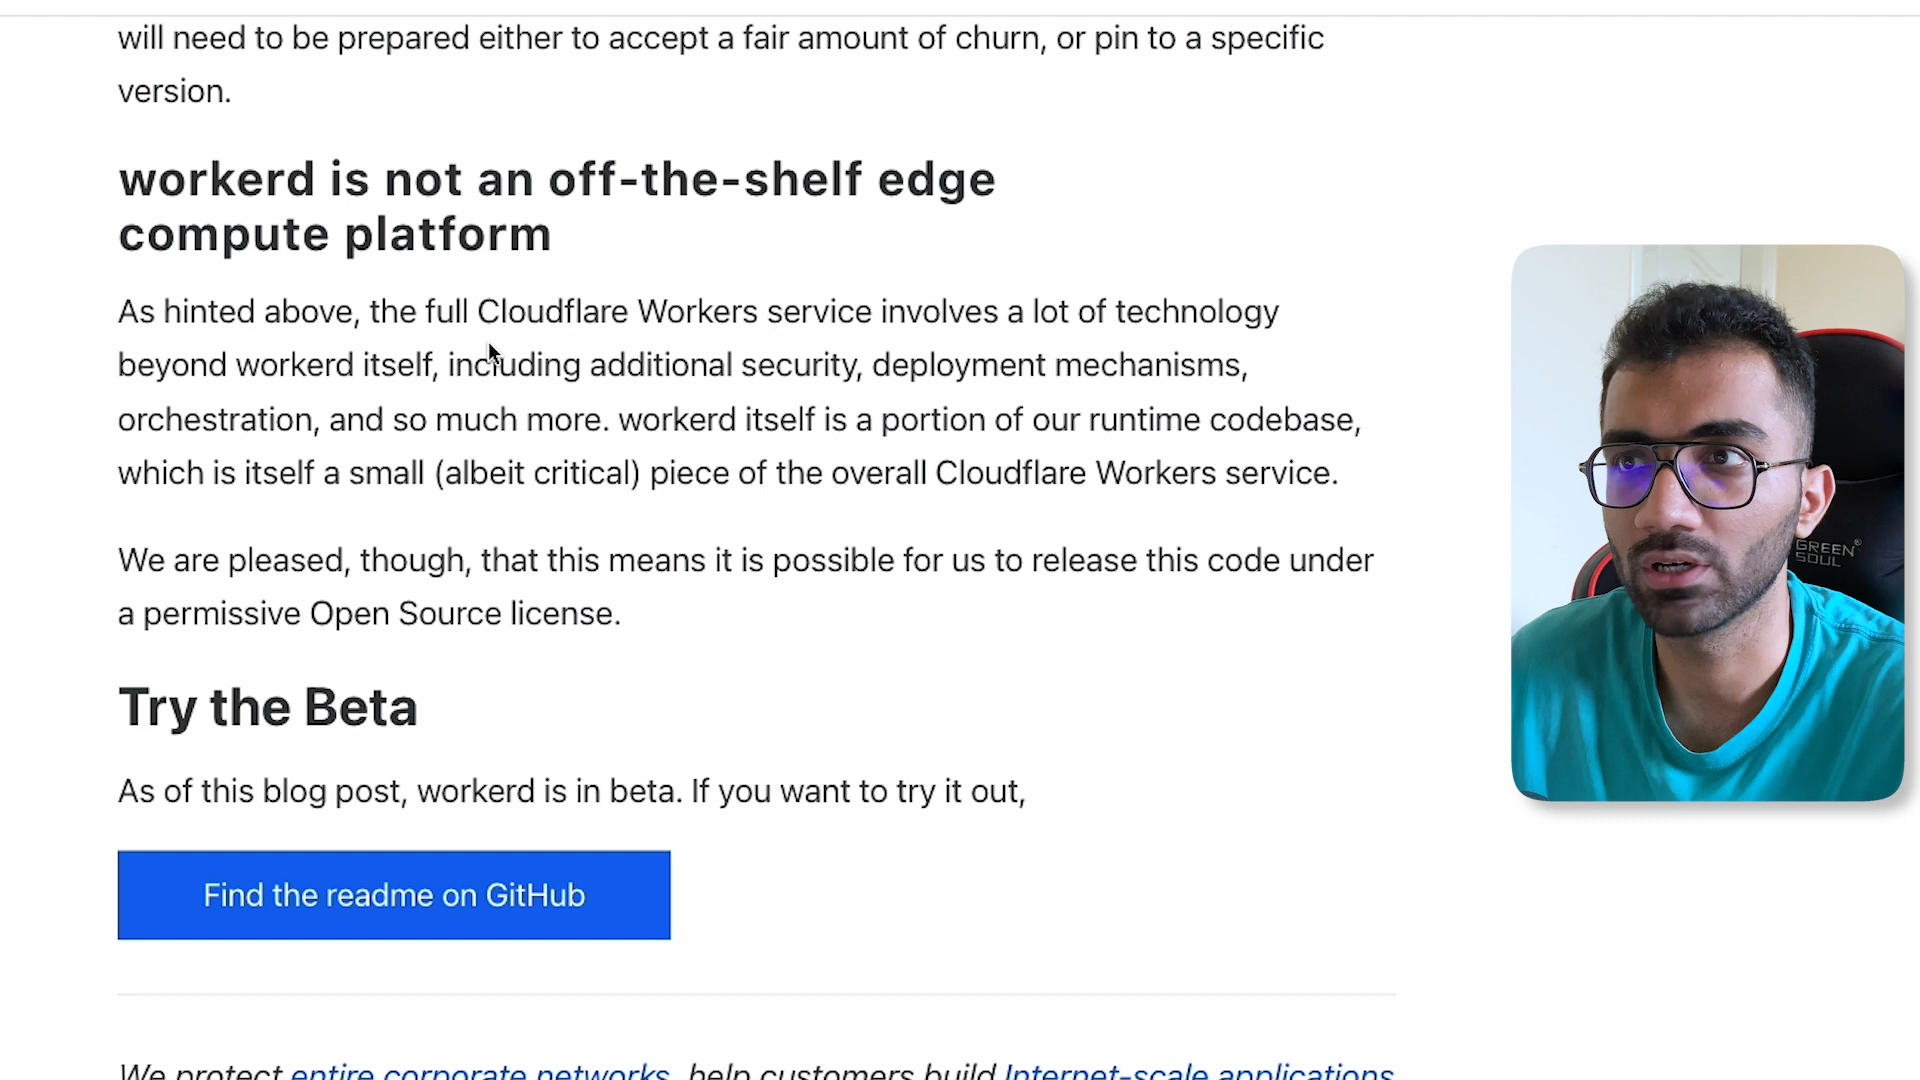 will need to be prepared either to accept a fair amount of churn, or pin to a specific
version.
workerd is not an off-the-shelf edge
compute platform
As hinted above, the full Cloudflare Workers service involves a lot of technology
beyond workerd itself, including additional security, deployment mechanisms,
orchestration, and so much more. workerd itself is a portion of our runtime codebase,
which is itself a small (albeit critical) piece of the overall Cloudflare Workers service.
We are pleased, though, that this means it is possible for us to release this code under
a permissive Open Source license.
Try the Beta
As of this blog post, workerd is in beta. If you want to try it out,
Find the readme on GitHub
We protect entire corporate networks, help customers build Internet-scale applications
GREEN
SOUL